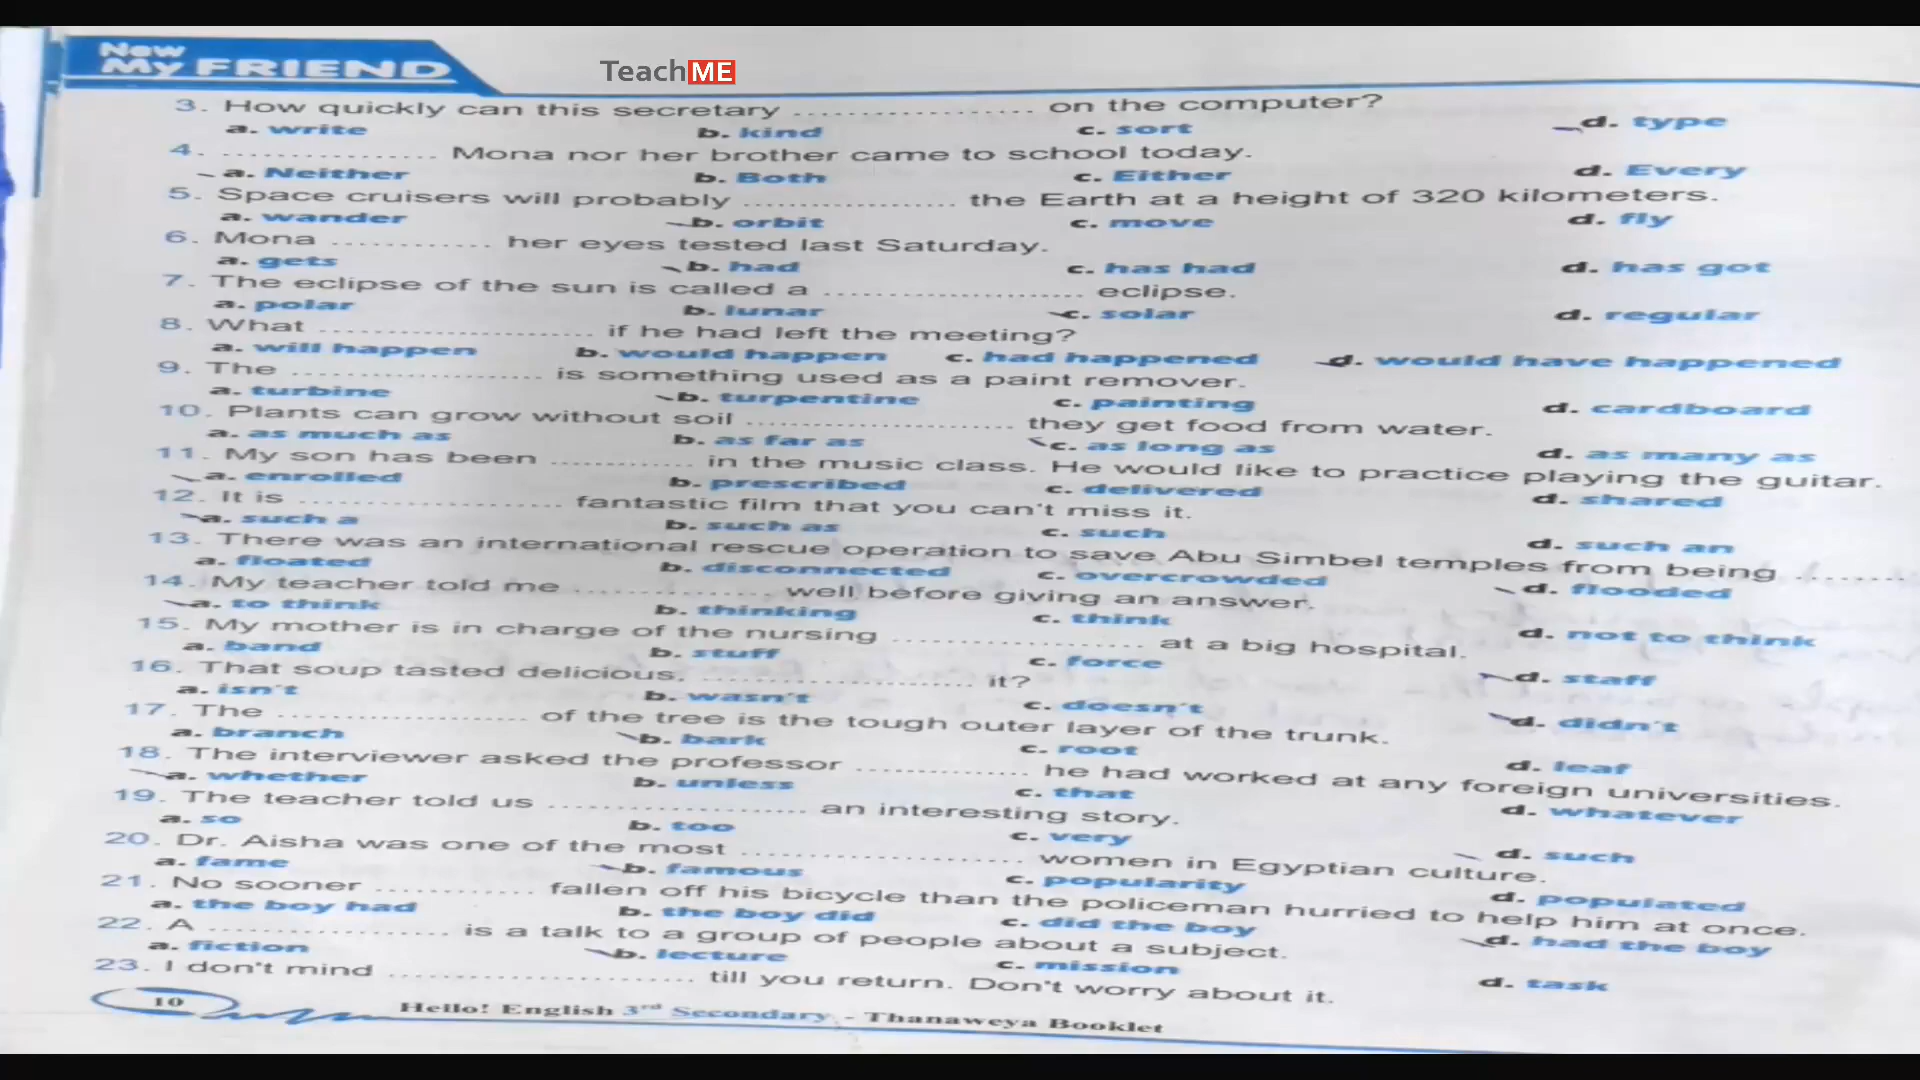 New
My FRIEND
TeachME
3. How quickly can this secretary .................... on the computer?
a. write b. kind c. sort d. type
4. .................... Mona nor her brother came to school today.
a. Neither b. Both c. Either d. Every
5. Space cruisers will probably .................... the Earth at a height of 320 kilometers.
a. wander b. orbit c. move d. fly
6. Mona ............. her eyes tested last Saturday.
a. gets b. had c. has had d. has got
7. The eclipse of the sun is called a ........................ eclipse.
a. polar b. lunar c. solar d. regular
8. What ......................... if he had left the meeting?
a. will happen b. would happen c. had happened d. would have happened
9. The ....................... is something used as a paint remover.
a. turbine b. turpentine c. painting d. cardboard
10. Plants can grow without soil ........................ they get food from water.
a. as much as b. as far as c. as long as d. as many as
11. My son has been ............. in the music class. He would like to practice playing the guitar.
a. enrolled b. prescribed c. delivered d. shared
12. It is ........................ fantastic film that you can't miss it.
a. such a b. such as c. such d. such an
13. There was an international rescue operation to save Abu Simbel temples from being ..........
a. floated b. disconnected c. overcrowded d. flooded
14. My teacher told me .................. well before giving an answer.
a. to think b. thinking c. think d. not to think
15. My mother is in charge of the nursing ....................... at a big hospital.
a. band b. stuff c. force d. staff
16. That soup tasted delicious, ........................ it?
a. isn't b. wasn't c. doesn't d. didn't
17. The ....................... of the tree is the tough outer layer of the trunk.
a. branch b. bark c. root d. leaf
18. The interviewer asked the professor ................ he had worked at any foreign universities.
a. whether b. unless c. that d. whatever
19. The teacher told us ....................... an interesting story.
a. so b. too c. very d. such
20. Dr. Aisha was one of the most ......................... women in Egyptian culture.
a. fame b. famous c. popularity d. populated
21. No sooner .............. fallen off his bicycle than the policeman hurried to help him at once.
a. the boy had b. the boy did c. did the boy d. had the boy
22. A ...................... is a talk to a group of people about a subject.
a. fiction b. lecture c. mission d. task
23. I don't mind ........................... till you return. Don't worry about it.
10 Hello! English 3rd Secondary - Thanaweya Booklet